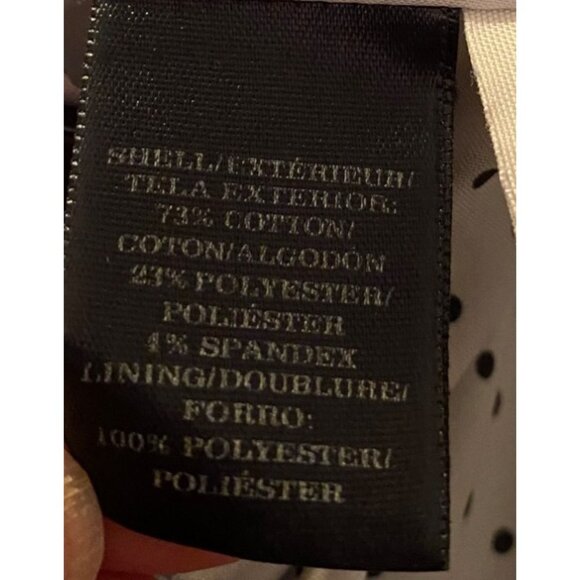 SHELL/EXTÉRIEUR/
TELA EXTERIOR:
73% COTTON/
COTON/ALGODÓN
23% POLYESTER/
POLIÉSTER
4% SPANDEX
LINING/DOUBLURE/
FORRO:
100% POLYESTER/
POLIÉSTER